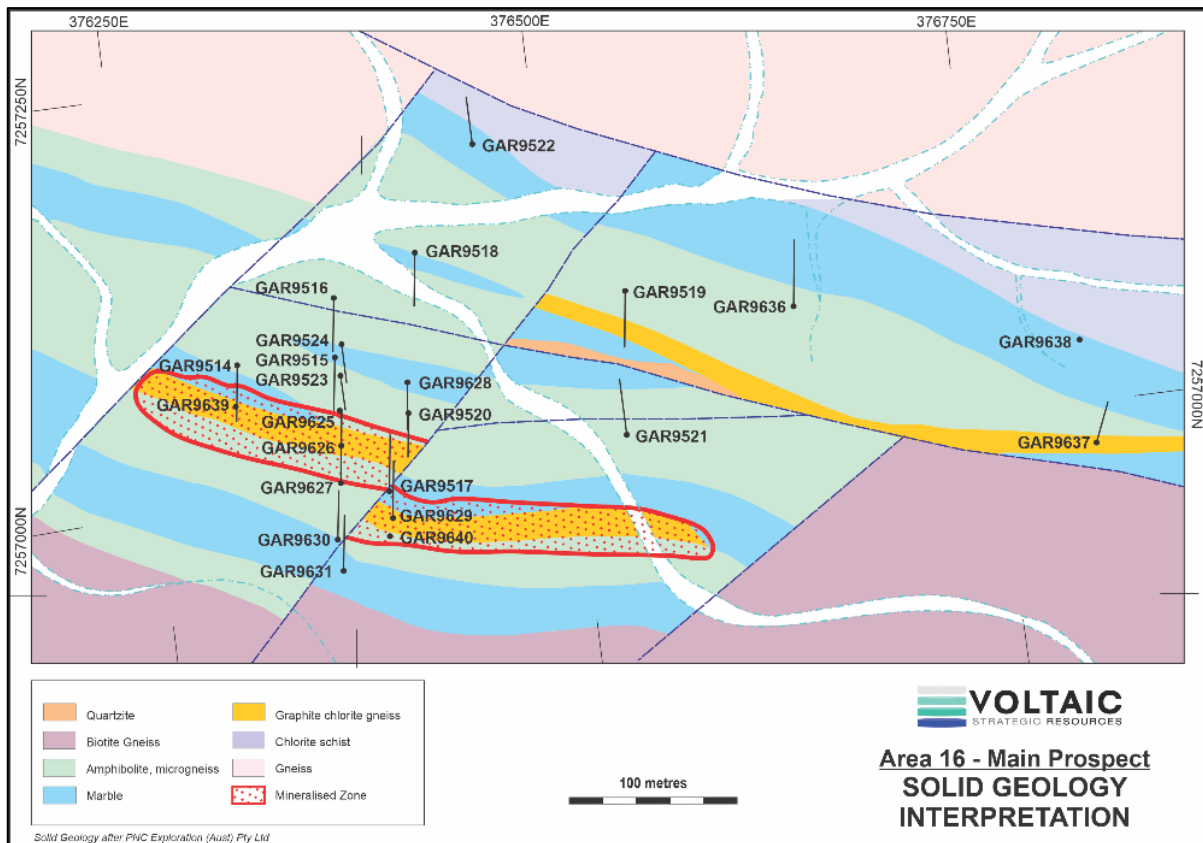 376250E
376500E
376750E
7257250N
GAR9522
GAR9518
GAR9516
GAR9519
GAR9636
GAR9524
GAR9515
GAR9514
GAR9523
GAR9638
GAR9628
GAR9639
GAR9625
GAR9520
7257000N
GAR9626
GAR9521
GAR9637
GAR9627
GAR9517
GAR9629
7257000N
GAR9630
GAR9640
GAR9631
Quartzite
Graphite chlorite gneiss
Biotite Gneiss
Chlorite schist
Amphibolite, microgneiss
Gneiss
Marble
Mineralised Zone
100 metres
VOLTAIC
STRATEGIC RESOURCES
Area 16 - Main Prospect
SOLID GEOLOGY
INTERPRETATION
Solid Geology after PNC Exploration (Aust) Pty Ltd